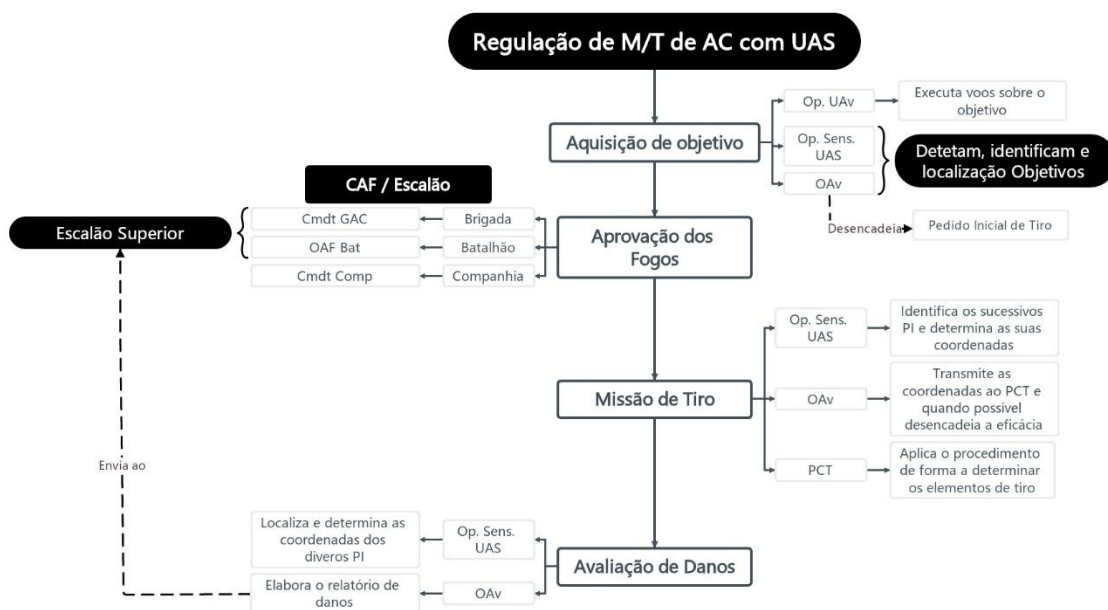 Regulação de M/T de AC com UAS
Op. UAv
Executa voos sobre o
objetivo
Aquisição de objetivo
Op. Sens.
UAS
OAv
Detetam, identificam e
localização Objetivos
Desencadeia
Pedido Inicial de Tiro
CAF / Escalão
Escalão Superior
Cmdt GAC
Brigada
OAF Bat
Batalhão
Cmdt Comp
Companhia
Aprovação dos
Fogos
Op. Sens.
UAS
Identifica os sucessivos
PI e determina as suas
coordenadas
Missão de Tiro
OAv
Transmite as
coordenadas ao PCT e
quando possível
desencadeia a eficácia
PCT
Aplica o procedimento
de forma a determinar
os elementos de tiro
Envia ao
Localiza e determina as
coordenadas dos
diveros PI
Op. Sens.
UAS
Avaliação de Danos
Elabora o relatório de
danos
OAv